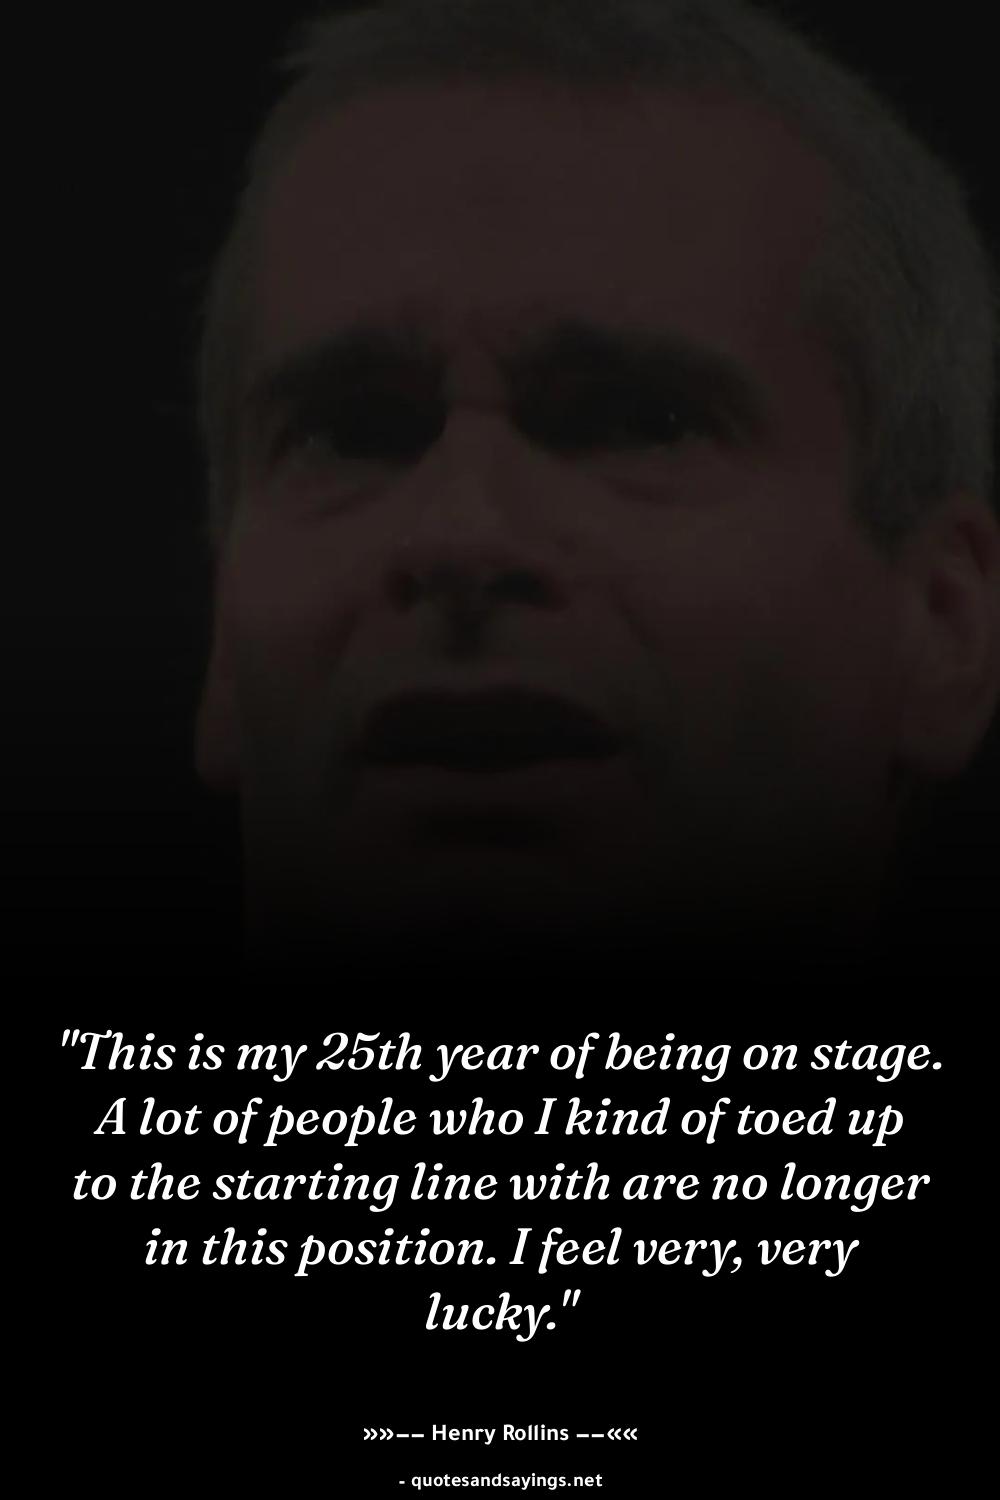 "This is my 25th year of being on stage.
A lot of people who I kind of toed up
to the starting line with are no longer
in this position. I feel very, very
lucky."
»»−− Henry Rollins −−««
- quotesandsayings.net